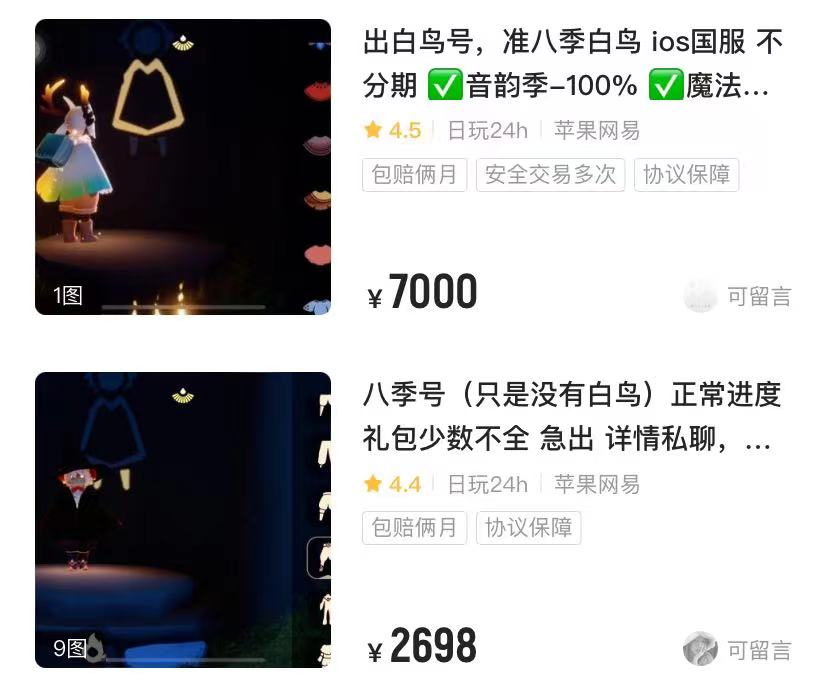 出白鸟号，准八季白鸟 ios国服 不
分期 ✅音韵季-100% ✅魔法...
4.5 日玩24h 苹果网易
包赔俩月 安全交易多次 协议保障
1图
¥7000 可留言
八季号（只是没有白鸟）正常进度
礼包少数不全 急出 详情私聊，...
4.4 日玩24h 苹果网易
包赔俩月 协议保障
9图
¥2698 可留言